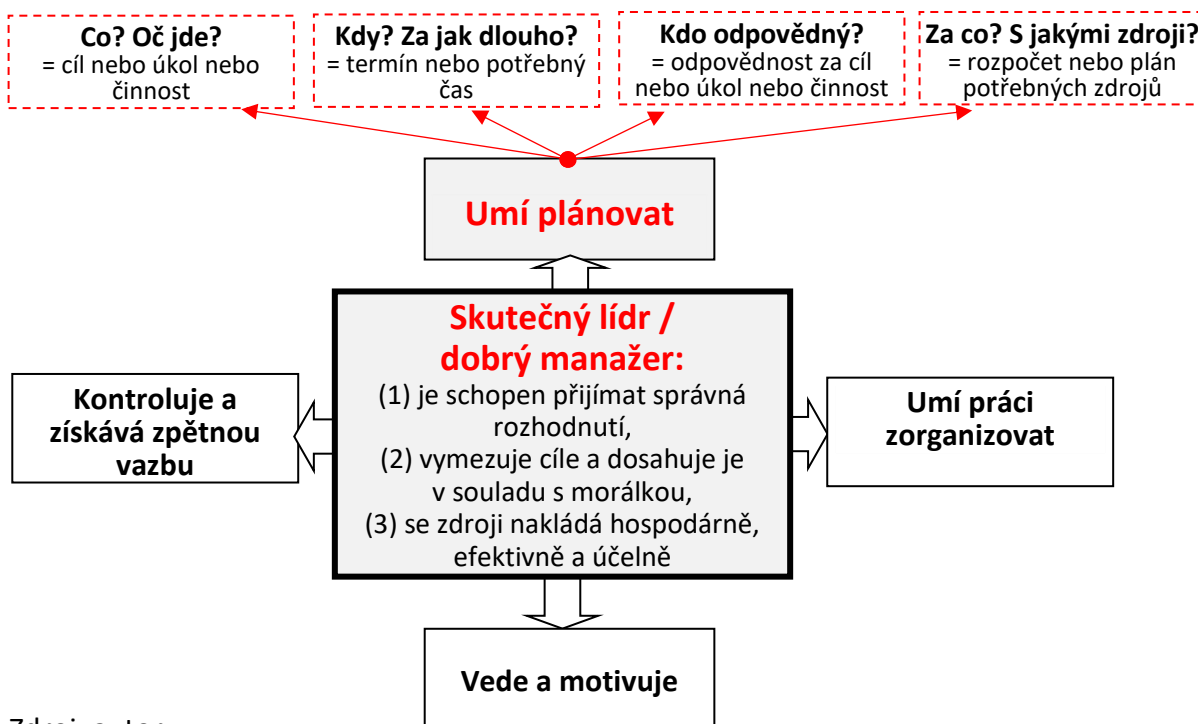 Co? Oč jde?
= cíl nebo úkol nebo
činnost
Kdy? Za jak dlouho?
= termín nebo potřebný
čas
Kdo odpovědný?
= odpovědnost za cíl
nebo úkol nebo činnost
Za co? S jakými zdroji?
= rozpočet nebo plán
potřebných zdrojů
Umí plánovat
Skutečný lídr /
dobrý manažer:
(1) je schopen přijímat správná
rozhodnutí,
(2) vymezuje cíle a dosahuje je
v souladu s morálkou,
(3) se zdroji nakládá hospodárně,
efektivně a účelně
Kontroluje a
získává zpětnou
vazbu
Umí práci
zorganizovat
Vede a motivuje